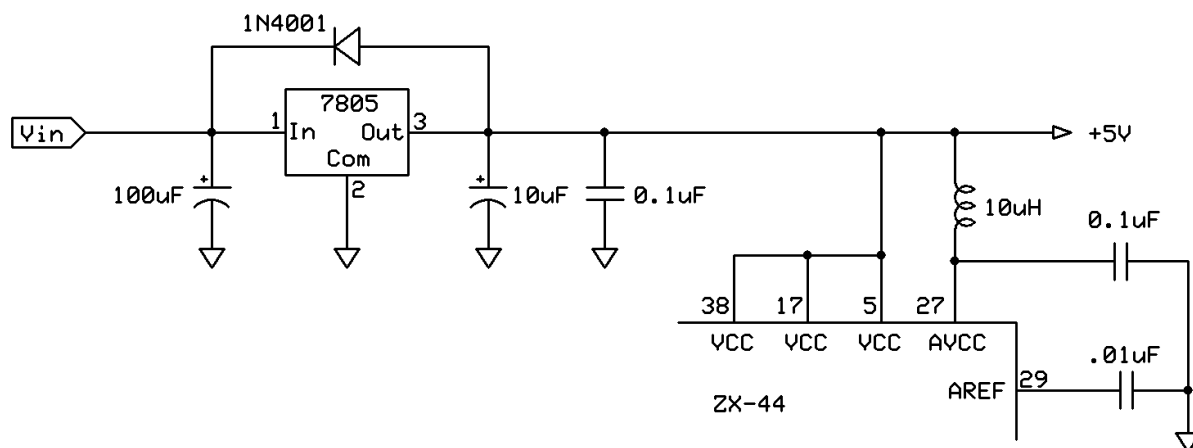 1N4001
7805
Vin
1
In
Out
3
+5V
Com
2
100uF
+
10uF
+
0.1uF
10uH
0.1uF
38
17
5
27
VCC
VCC
VCC
AVCC
.01uF
AREF
29
ZX-44